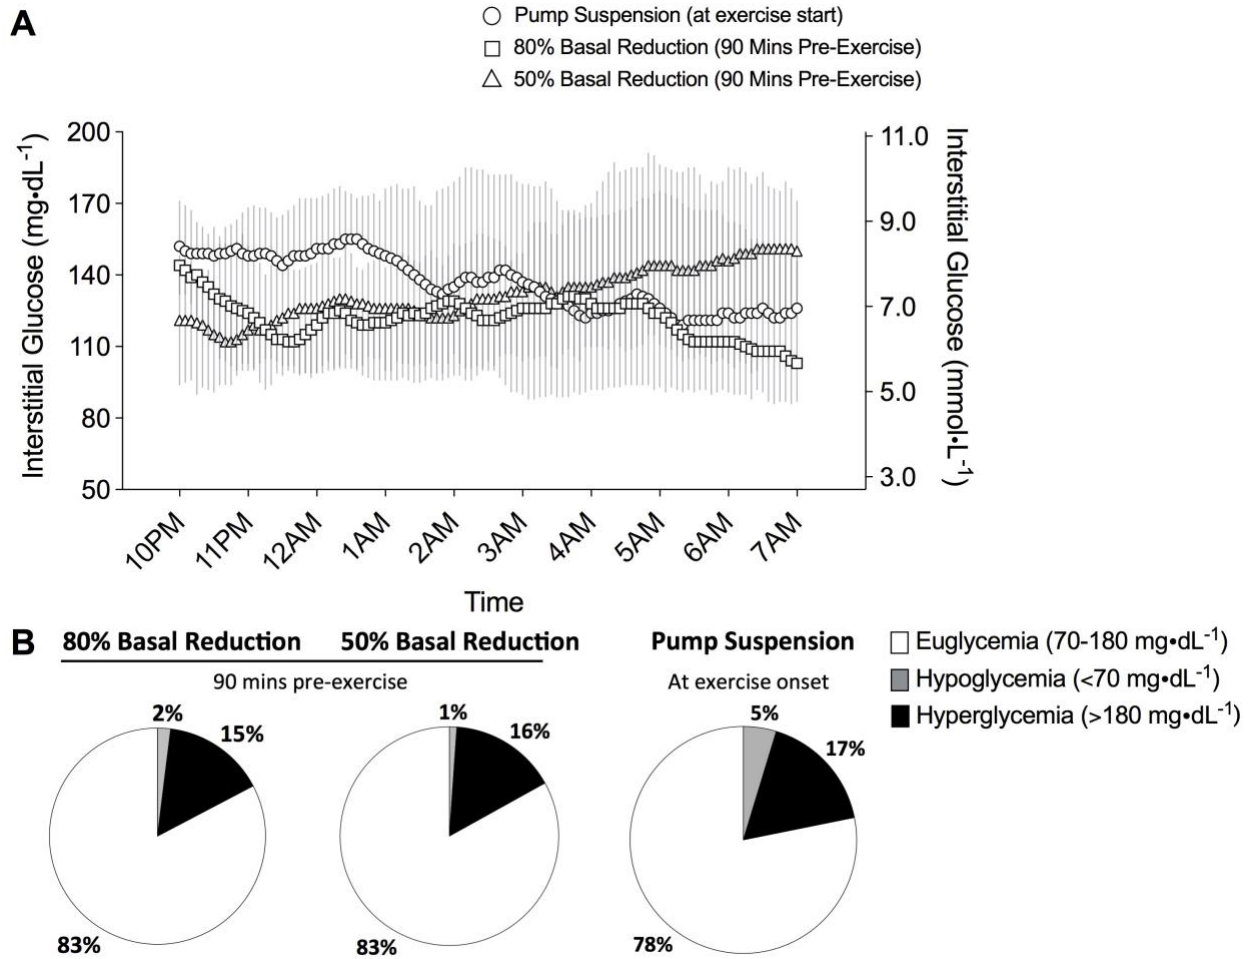 A
Pump Suspension (at exercise start)
80% Basal Reduction (90 Mins Pre-Exercise)
50% Basal Reduction (90 Mins Pre-Exercise)
Interstitial Glucose (mg•dL⁻¹)
200
170
140
110
80
50
11.0
9.0
7.0
5.0
3.0
Interstitial Glucose (mmol•L⁻¹)
10PM
11PM
12AM
1AM
2AM
3AM
4AM
5AM
6AM
7AM
Time
B
80% Basal Reduction
50% Basal Reduction
90 mins pre-exercise
Pump Suspension
At exercise onset
Euglycemia (70-180 mg•dL⁻¹)
Hypoglycemia (<70 mg•dL⁻¹)
Hyperglycemia (>180 mg•dL⁻¹)
2%
15%
83%
1%
16%
83%
5%
17%
78%